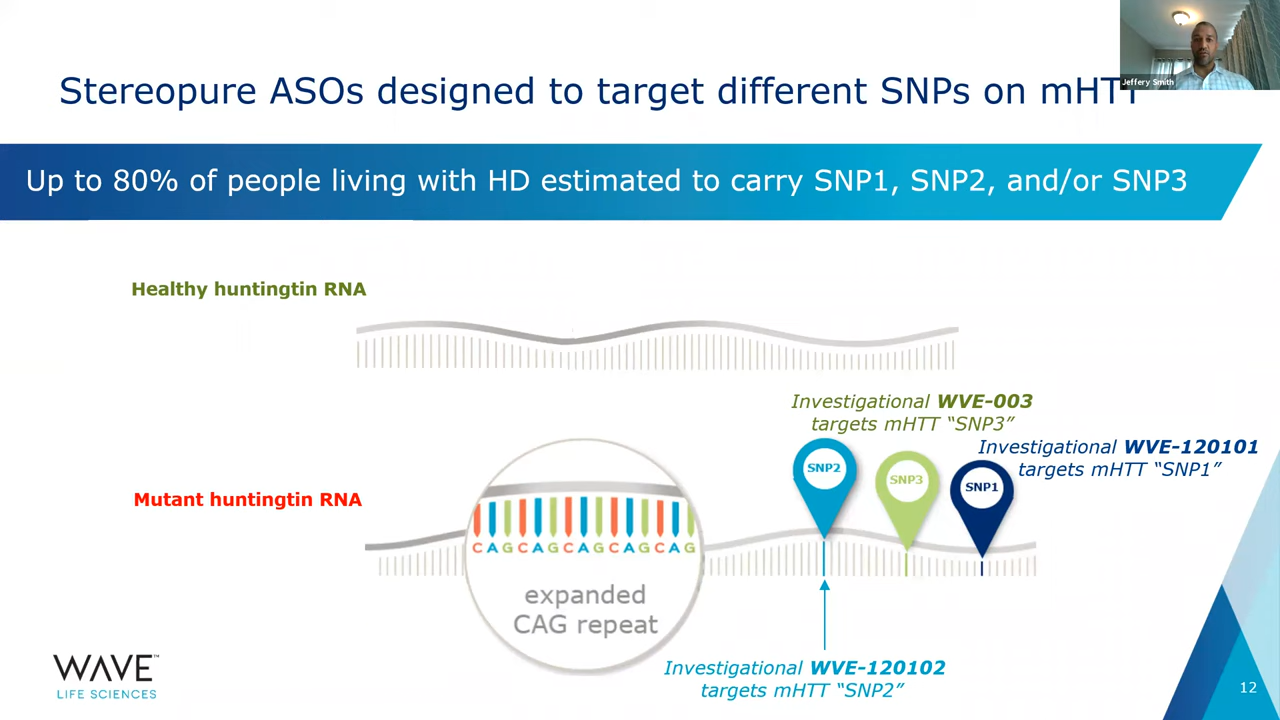 Jeffery Smith
Stereopure ASOs designed to target different SNPs on mHTT
Up to 80% of people living with HD estimated to carry SNP1, SNP2, and/or SNP3
Healthy huntingtin RNA
Investigational WVE-003
targets mHTT “SNP3”
Investigational WVE-120101
targets mHTT “SNP1”
SNP2
SNP3
SNP1
Mutant huntingtin RNA
CAGCAGCAGCAGCAG
expanded
CAG repeat
Investigational WVE-120102
targets mHTT “SNP2”
WAVE™
LIFE SCIENCES
12